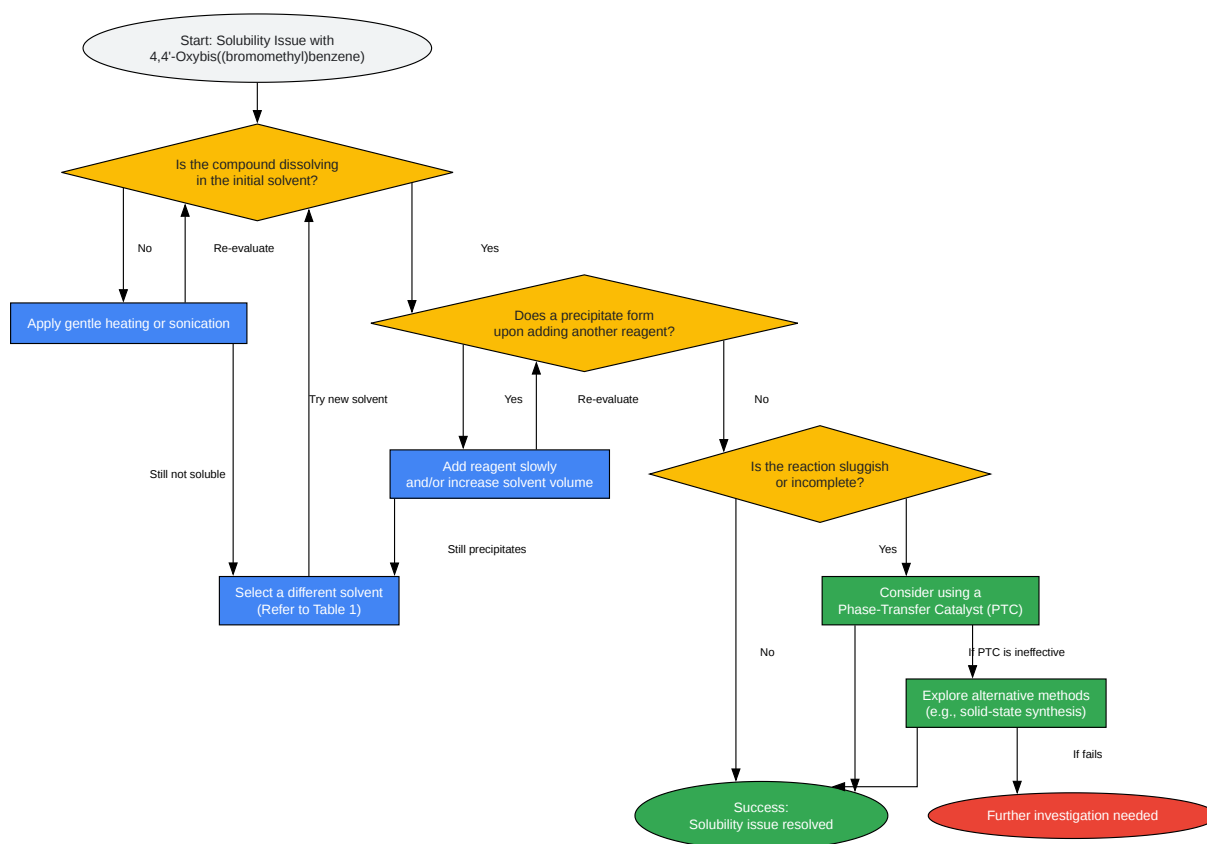 Start: Solubility Issue with
4,4'-Oxybis((bromomethyl)benzene)
Is the compound dissolving
in the initial solvent?
No
Re-evaluate
Yes
Apply gentle heating or sonication
Does a precipitate form
upon adding another reagent?
Try new solvent
Yes
Re-evaluate
No
Still not soluble
Add reagent slowly
and/or increase solvent volume
Is the reaction sluggish
or incomplete?
Still precipitates
Yes
Select a different solvent
(Refer to Table 1)
Consider using a
Phase-Transfer Catalyst (PTC)
No
If PTC is ineffective
Explore alternative methods
(e.g., solid-state synthesis)
If fails
Success:
Solubility issue resolved
Further investigation needed